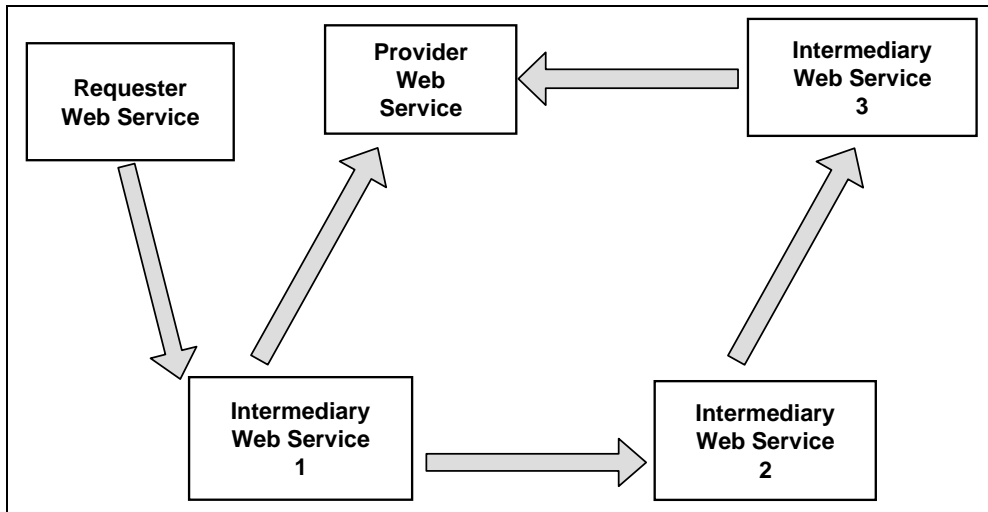 Requester
Web Service
Provider
Web
Service
Intermediary
Web Service
3
Intermediary
Web Service
1
Intermediary
Web Service
2